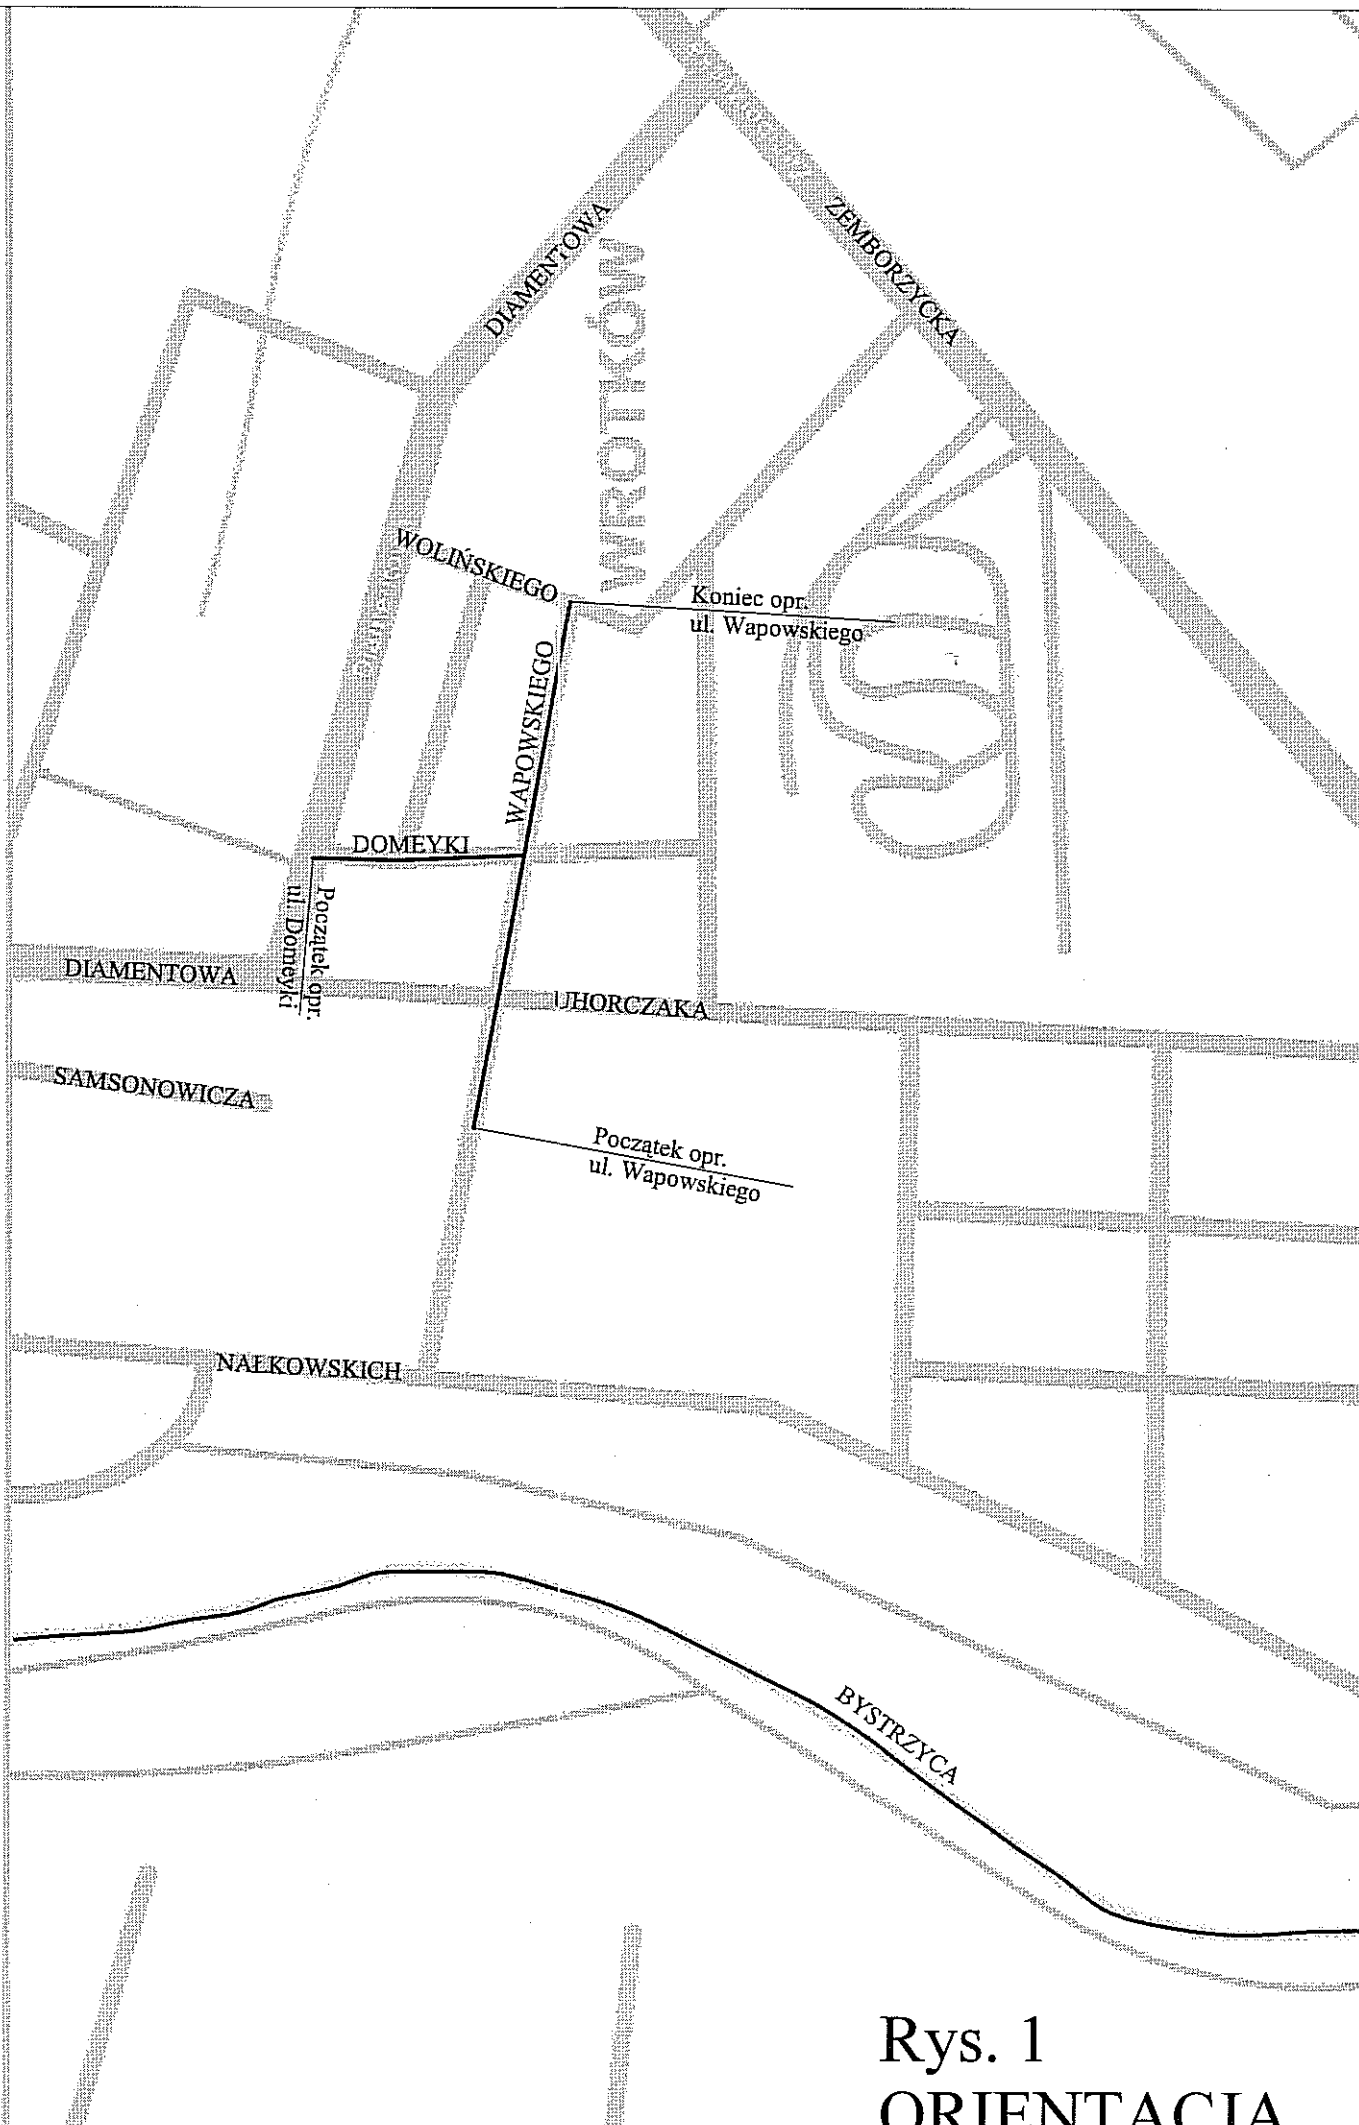 ZEMBORZYCKA
DIAMENTOWA
WROTKÓW
WOLIŃSKIEGO
Koniec opr.
ul. Wapowskiego
WAPOWSKIEGO
DOMEYKI
Początek opr.
ul. Domeyki
DIAMENTOWA
UHORCZAKA
SAMSONOWICZA
Początek opr.
ul. Wapowskiego
NAŁKOWSKICH
BYSTRZYCA
Rys. 1
ORIENTACJA